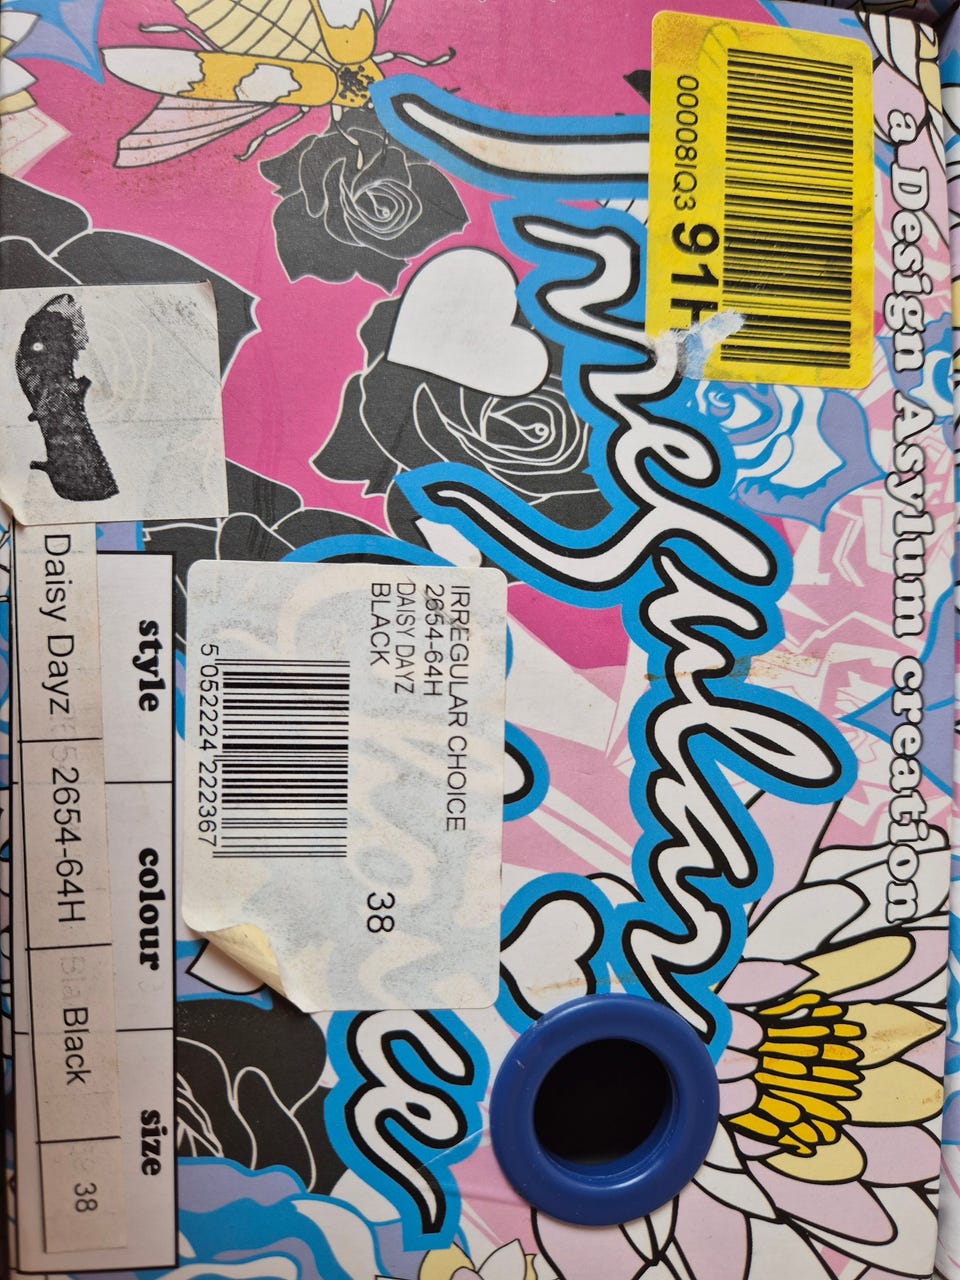 a Design Asylum creation
Irregular
ce
00008IQ3 91H
IRREGULAR CHOICE
2654-64H
DAISY DAYZ
BLACK
38
5 052224 222367
style colour size
Daisy Dayz 2654-64H Black 38